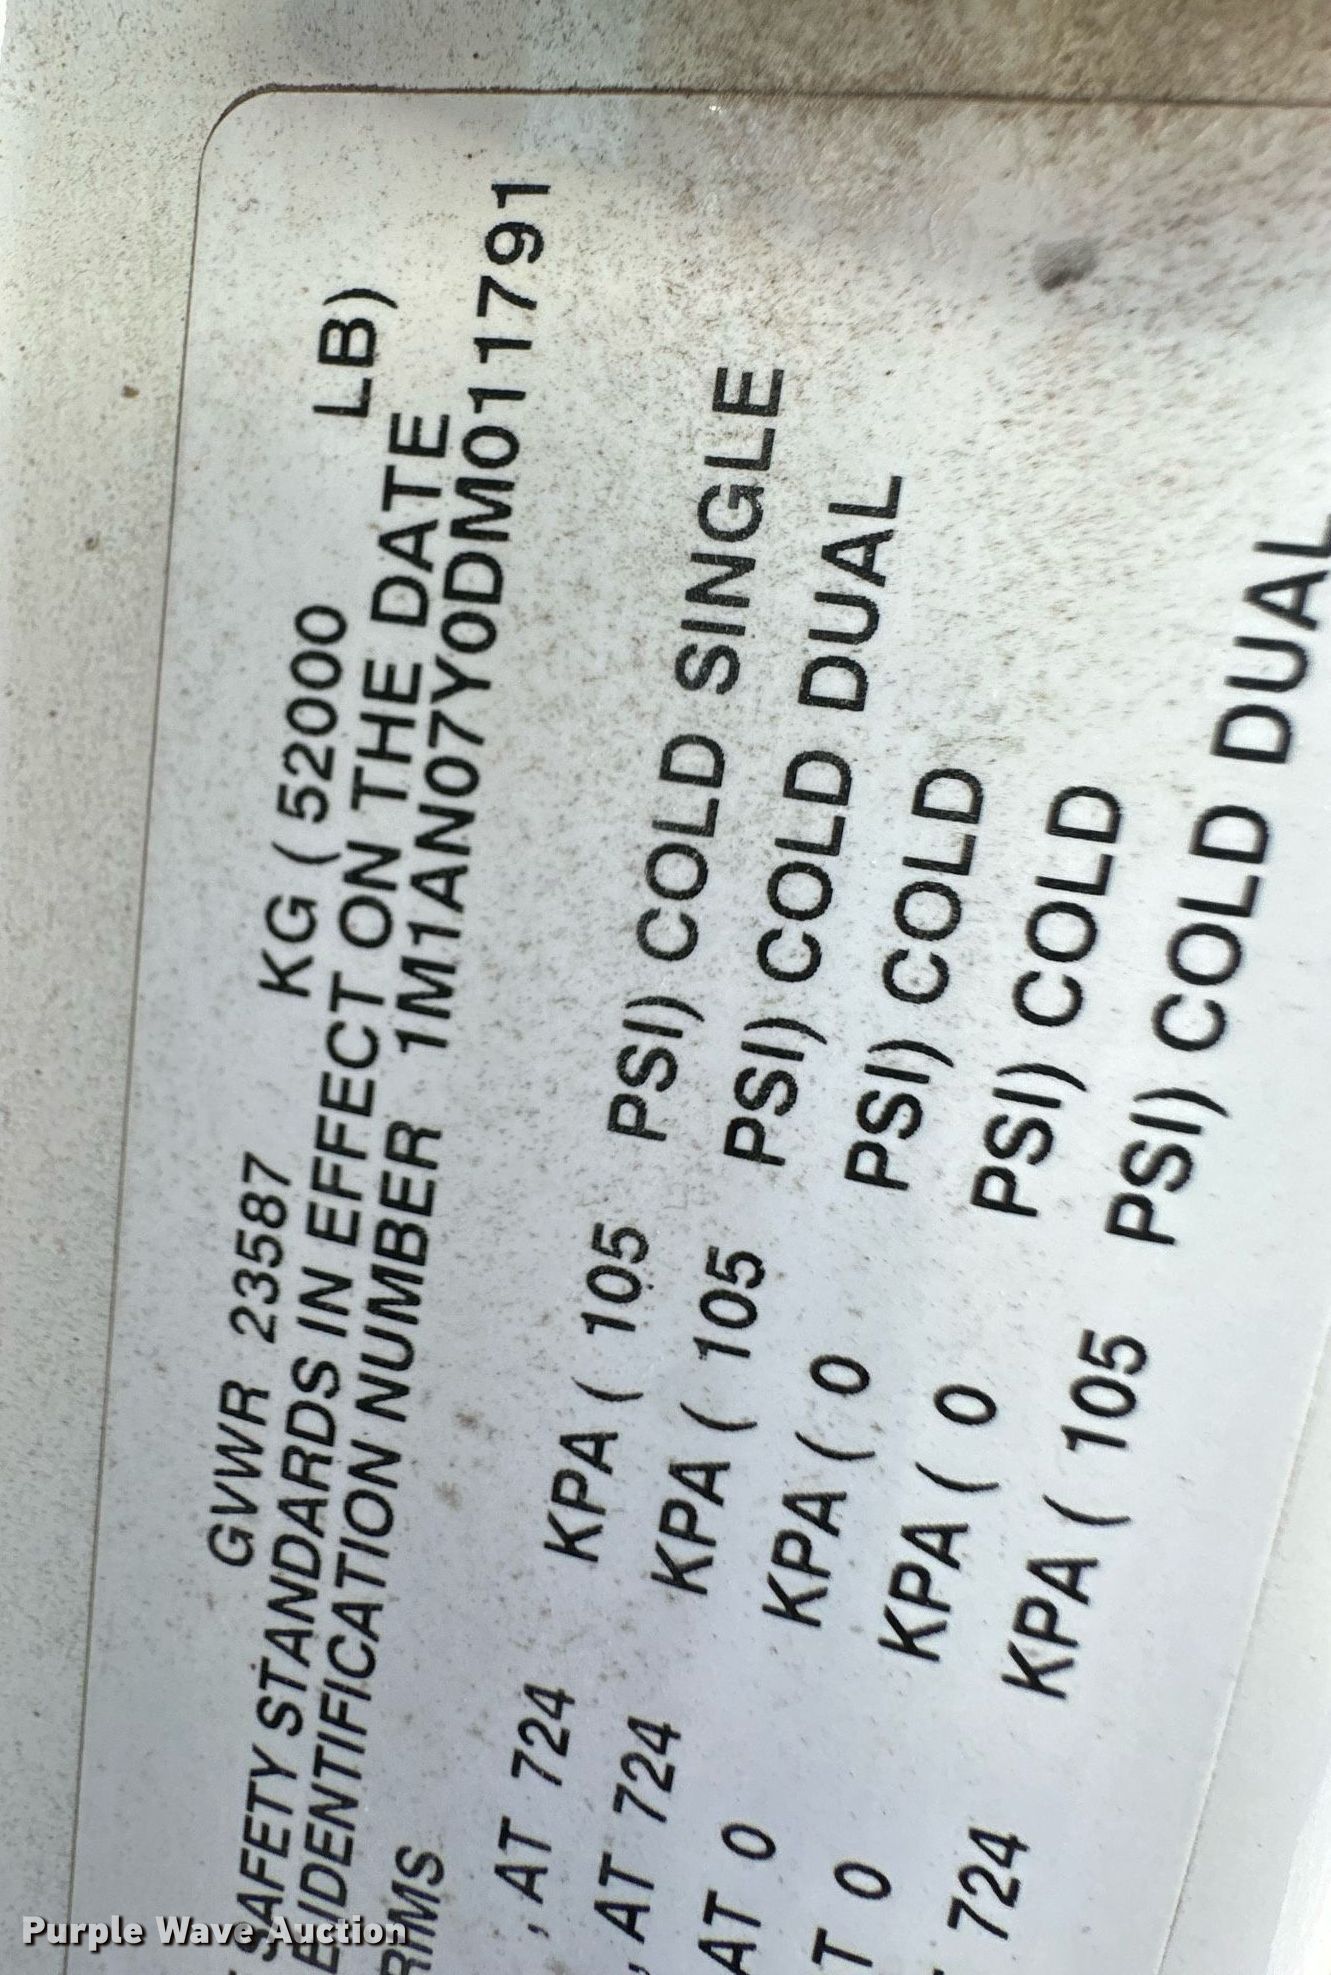 GVWR 23587 KG ( 52000 LB)
SAFETY STANDARDS IN EFFECT ON THE DATE
E IDENTIFICATION NUMBER 1M1AN07Y0DM011791
RIMS
, AT 724 KPA ( 105 PSI) COLD SINGLE
, AT 724 KPA ( 105 PSI) COLD DUAL
AT 0 KPA ( 0 PSI) COLD
T 0 KPA ( 0 PSI) COLD
724 KPA ( 105 PSI) COLD DUAL
Purple Wave Auction